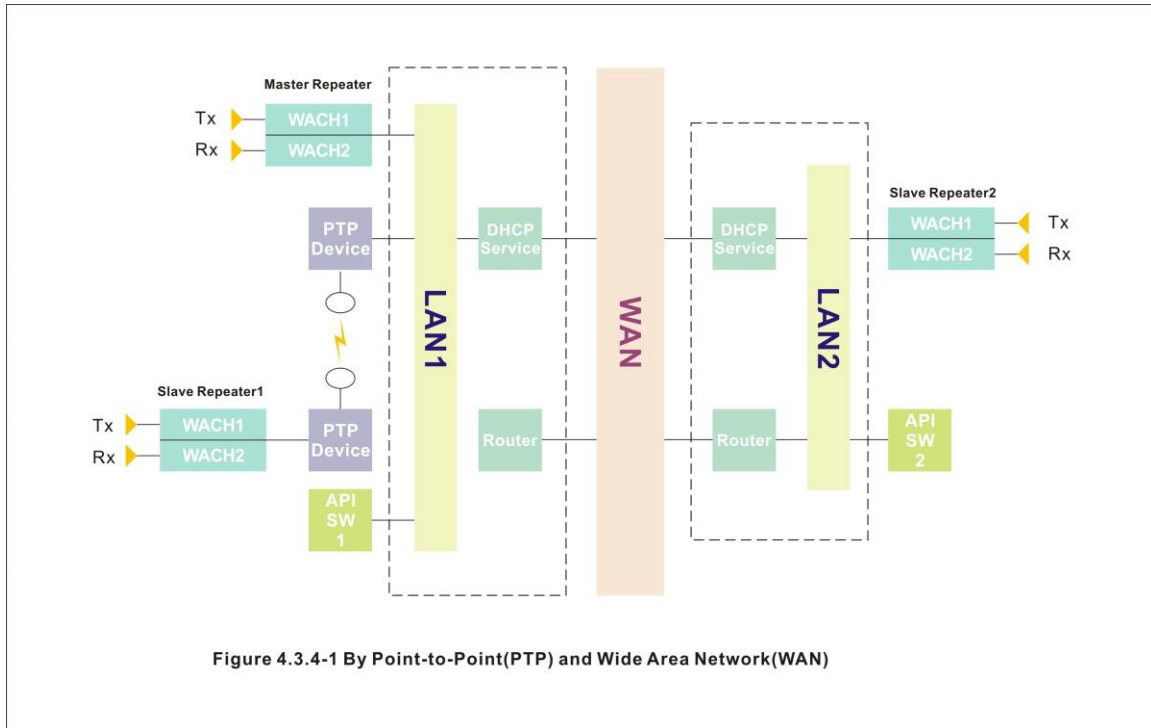 Master Repeater
Tx
WACH1
Rx
WACH2
PTP
Device
DHCP
Service
LAN1
WAN
DHCP
Service
LAN2
Slave Repeater2
WACH1
Tx
WACH2
Rx
Slave Repeater1
Tx
WACH1
Rx
WACH2
PTP
Device
Router
Router
API
SW
2
API
SW
1
Figure 4.3.4-1 By Point-to-Point(PTP) and Wide Area Network(WAN)